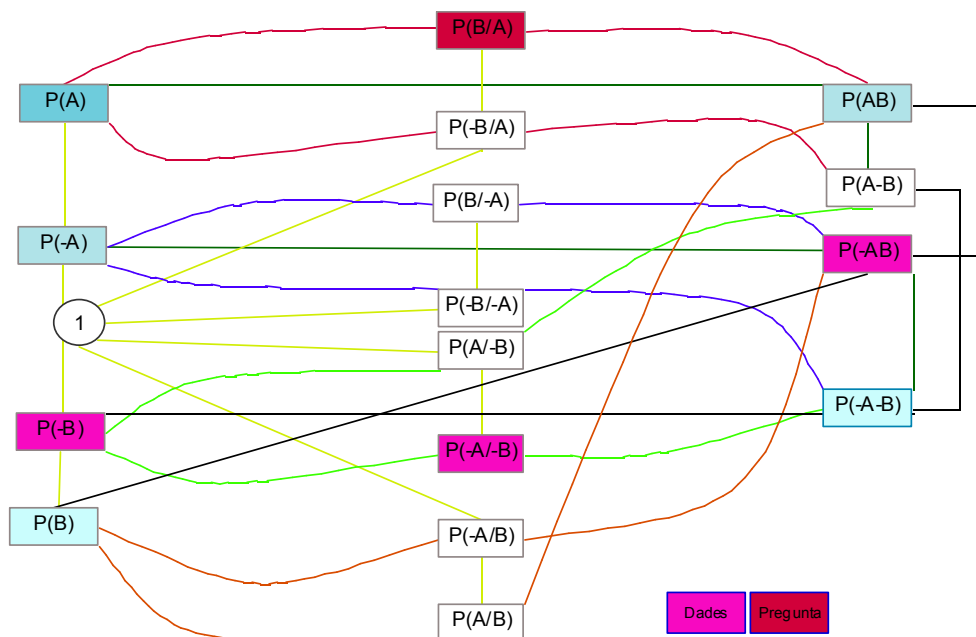 P(B/A)
P(A)
P(AB)
P(-B/A)
P(A-B)
P(B/-A)
P(-A)
P(-AB)
P(-B/-A)
1
P(A/-B)
P(-A-B)
P(-B)
P(-A/-B)
P(B)
P(-A/B)
P(A/B)
Dades
Pregunta